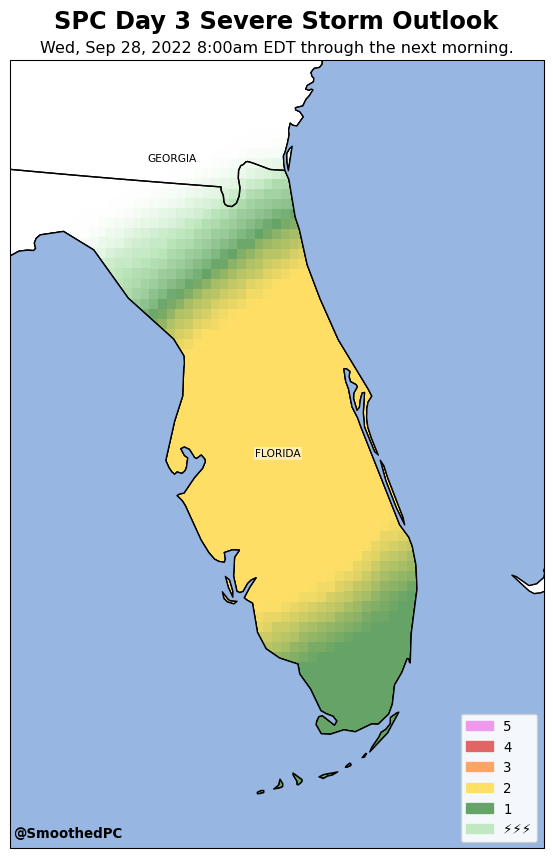 SPC Day 3 Severe Storm Outlook
Wed, Sep 28, 2022 8:00am EDT through the next morning.
GEORGIA
FLORIDA
5
4
3
2
1
⚡⚡⚡
@SmoothedPC